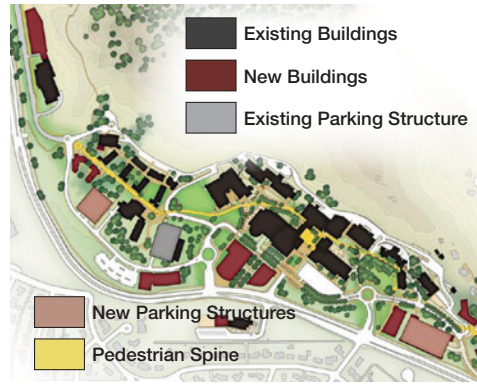 Existing Buildings
New Buildings
Existing Parking Structure
New Parking Structures
Pedestrian Spine